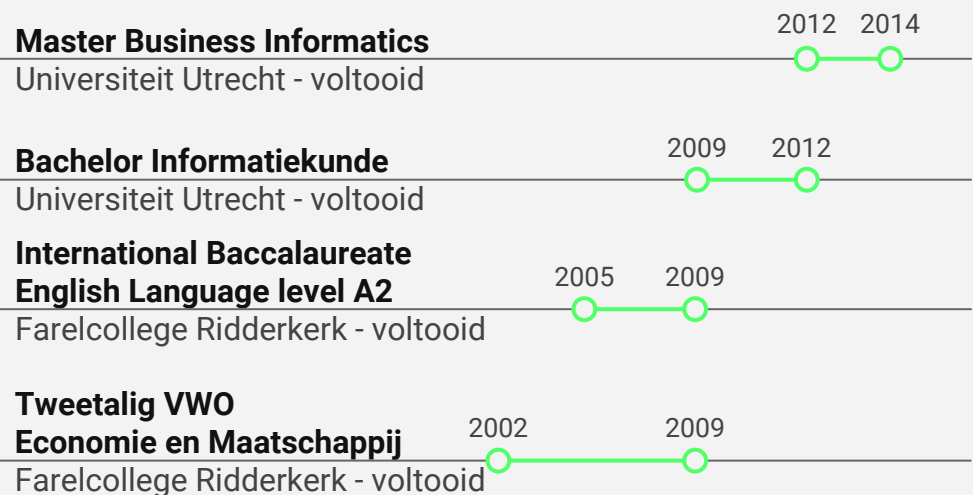 2012 2014
Master Business Informatics
Universiteit Utrecht - voltooid
2009 2012
Bachelor Informatiekunde
Universiteit Utrecht - voltooid
International Baccalaureate
2005 2009
English Language level A2
Farelcollege Ridderkerk - voltooid
Tweetalig VWO
2002 2009
Economie en Maatschappij
Farelcollege Ridderkerk - voltooid